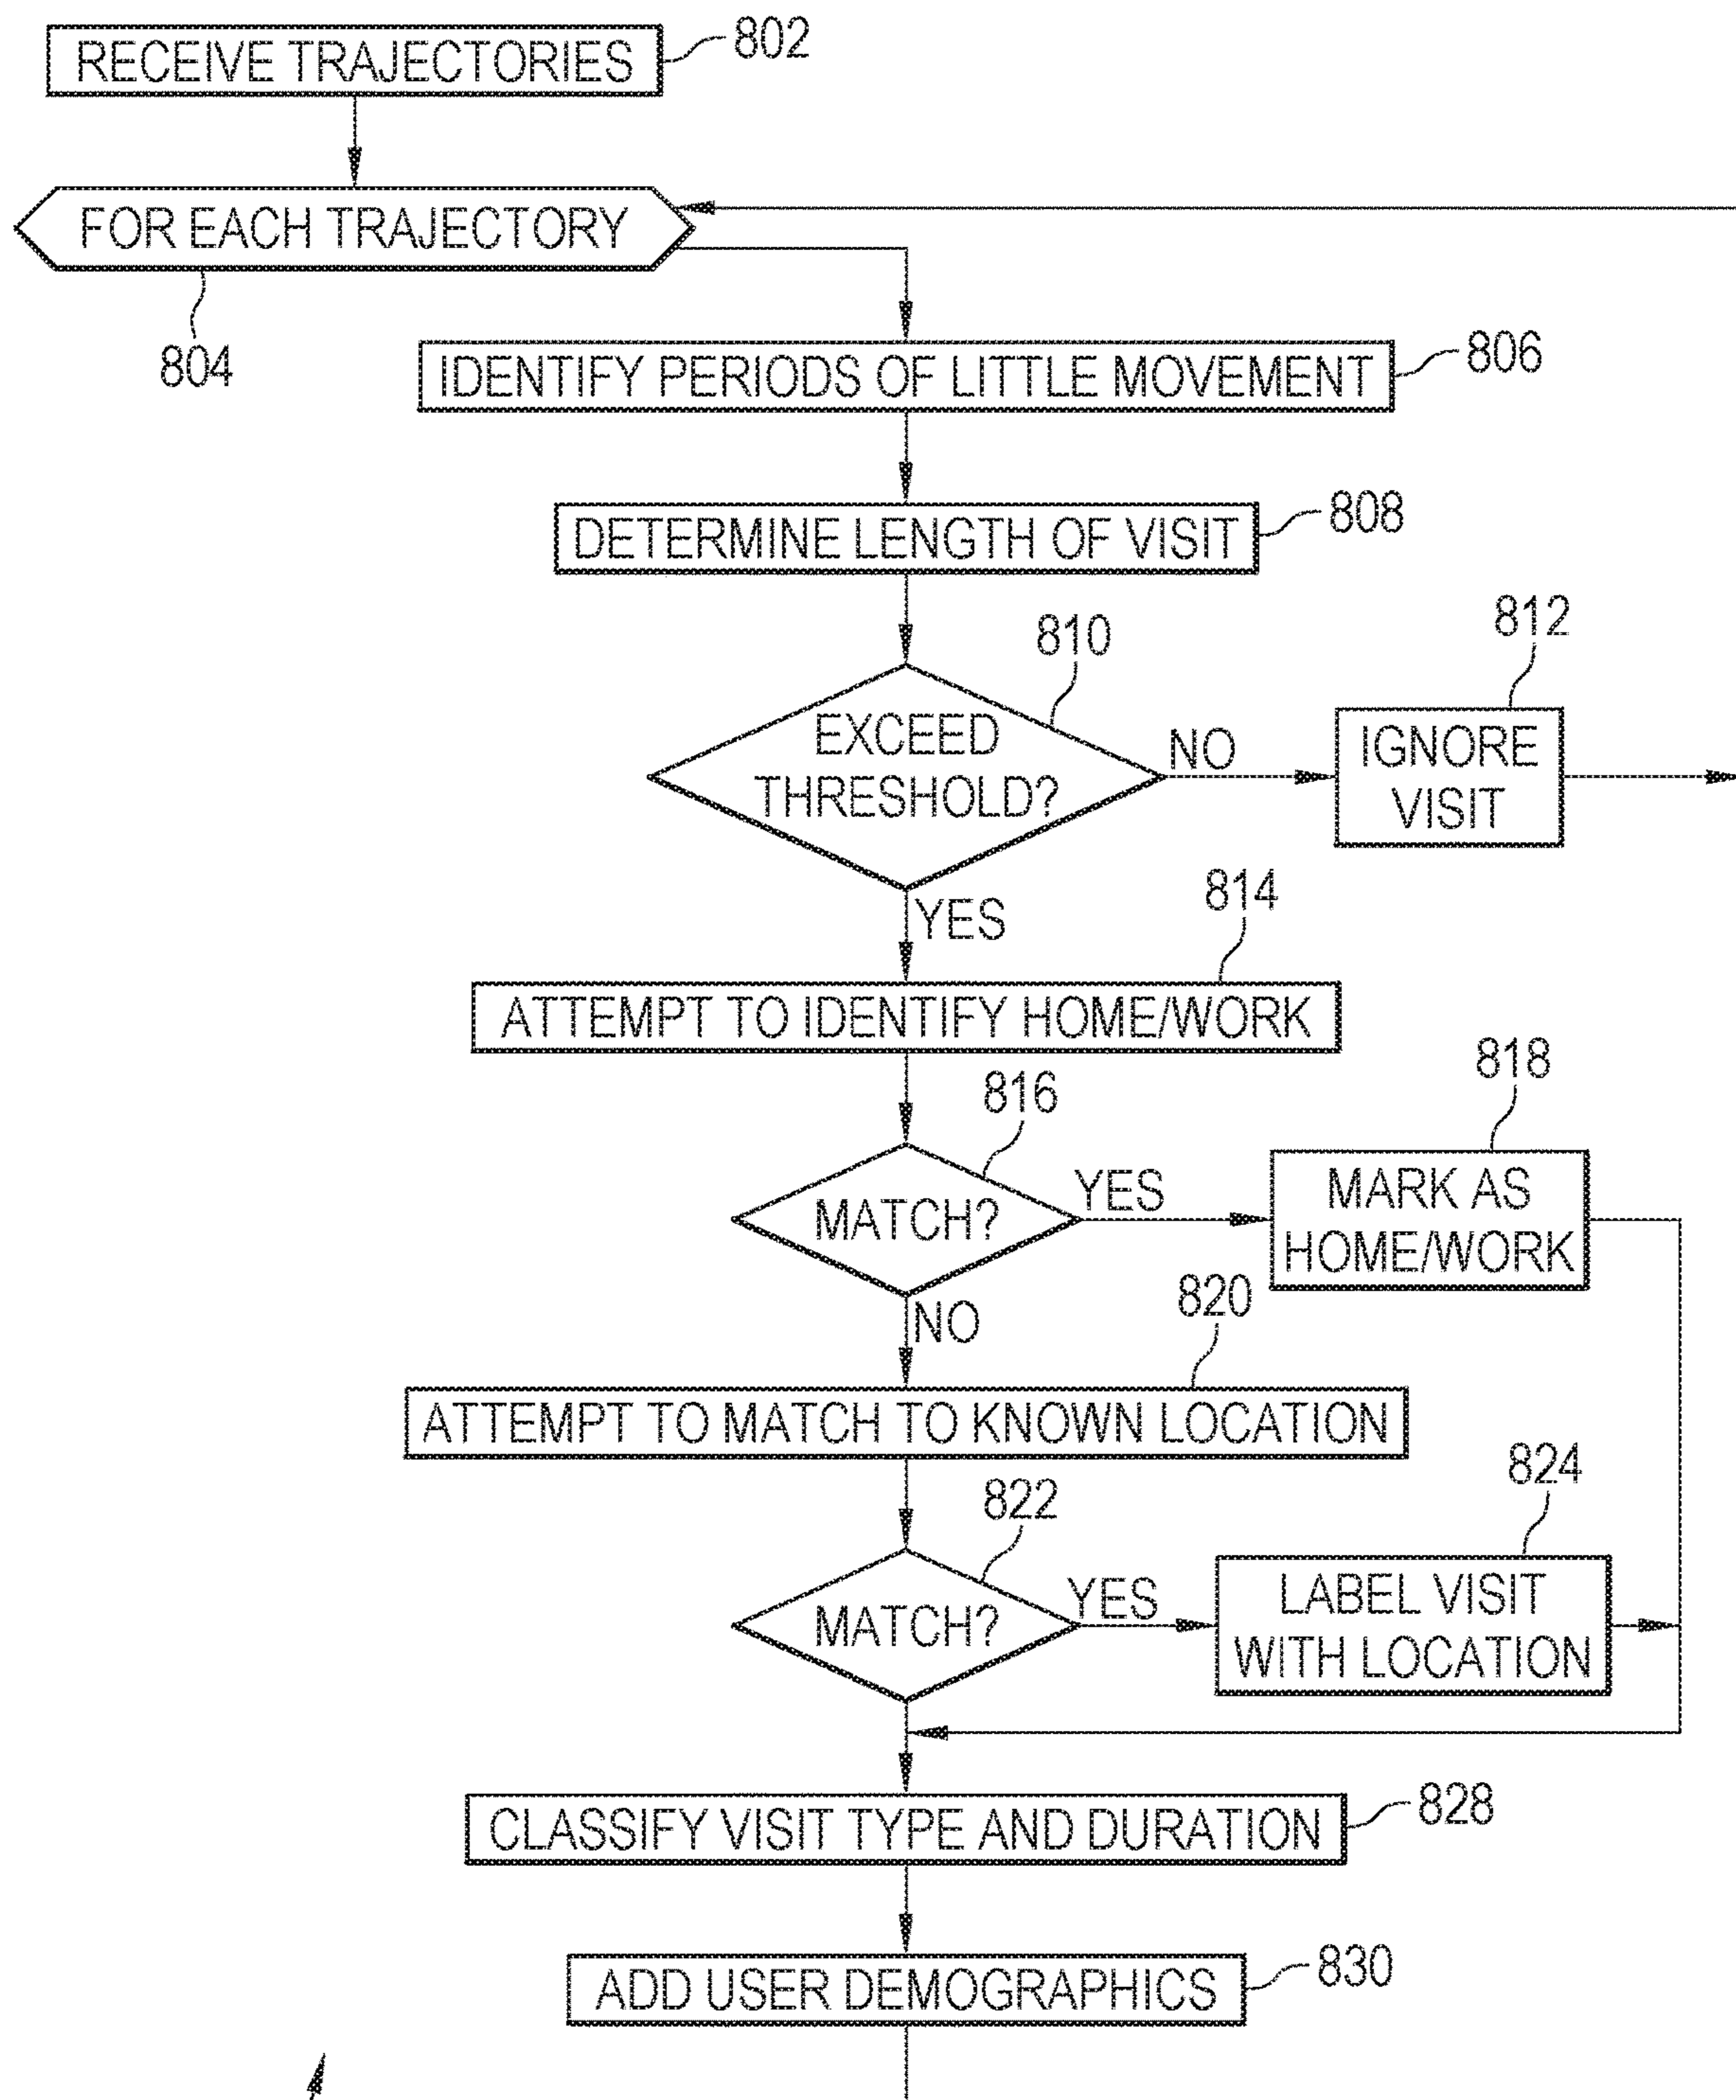 RECEIVE TRAJECTORIES
802
FOR EACH TRAJECTORY
804
IDENTIFY PERIODS OF LITTLE MOVEMENT
806
DETERMINE LENGTH OF VISIT
808
810
EXCEED
THRESHOLD?
NO
812
IGNORE
VISIT
YES
814
ATTEMPT TO IDENTIFY HOME/WORK
816
MATCH?
YES
818
MARK AS
HOME/WORK
NO
820
ATTEMPT TO MATCH TO KNOWN LOCATION
822
MATCH?
YES
824
LABEL VISIT
WITH LOCATION
CLASSIFY VISIT TYPE AND DURATION
828
ADD USER DEMOGRAPHICS
830